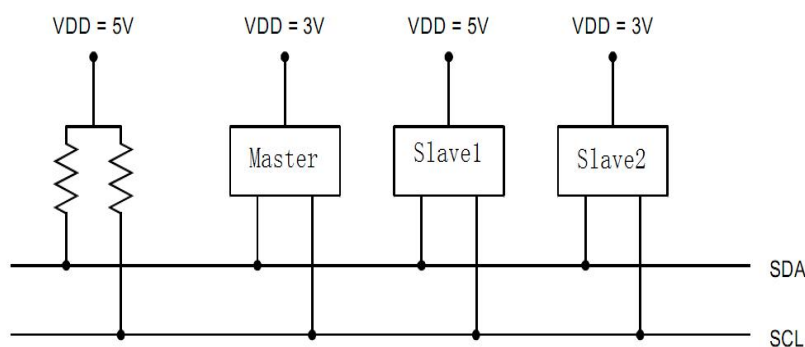 VDD = 5V VDD = 3V VDD = 5V VDD = 3V
Master Slave1 Slave2
SDA
SCL